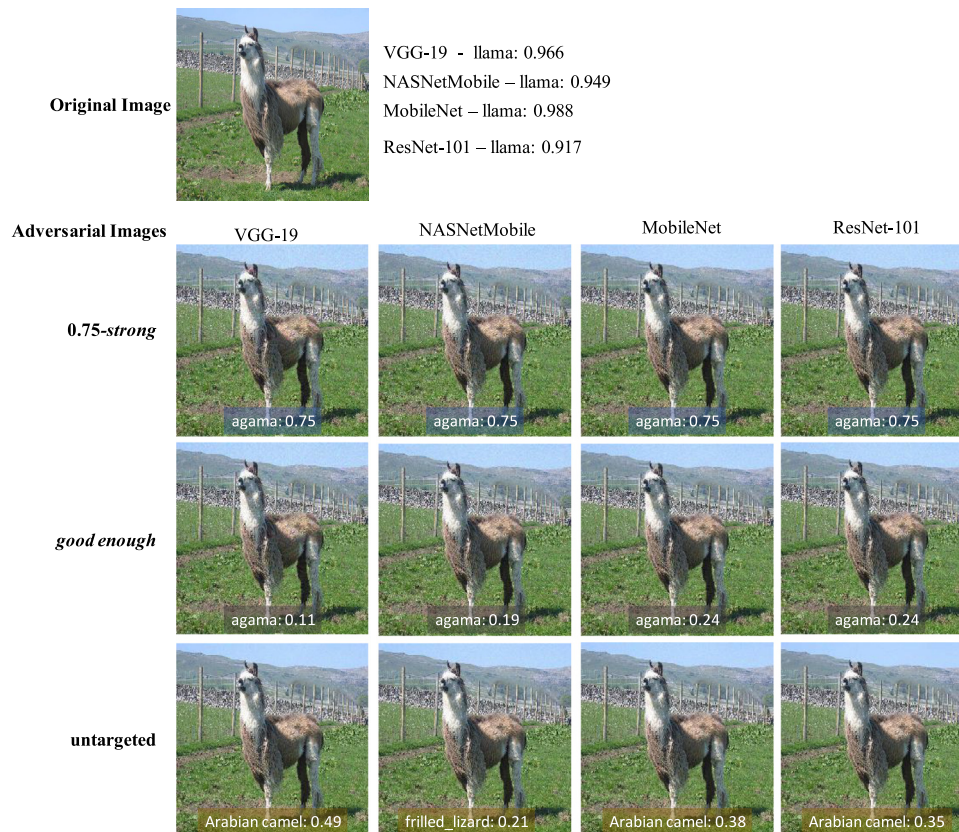 VGG-19 - llama: 0.966
NASNetMobile – llama: 0.949
Original Image
MobileNet – llama: 0.988
ResNet-101 – llama: 0.917
Adversarial Images
VGG-19 NASNetMobile MobileNet ResNet-101
0.75-strong
agama: 0.75 agama: 0.75 agama: 0.75 agama: 0.75
good enough
agama: 0.11 agama: 0.19 agama: 0.24 agama: 0.24
untargeted
Arabian camel: 0.49 frilled_lizard: 0.21 Arabian camel: 0.38 Arabian camel: 0.35